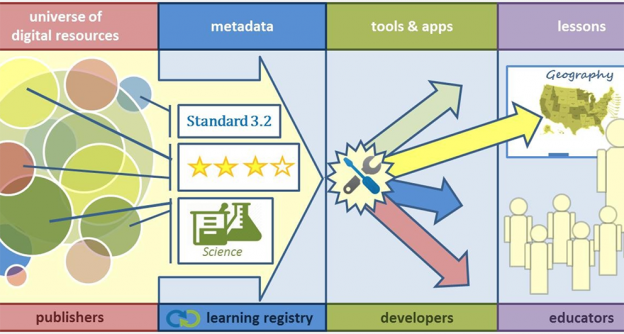 universe of
digital resources
metadata
tools & apps
lessons
Geography
Standard 3.2
Science
publishers
learning registry
developers
educators